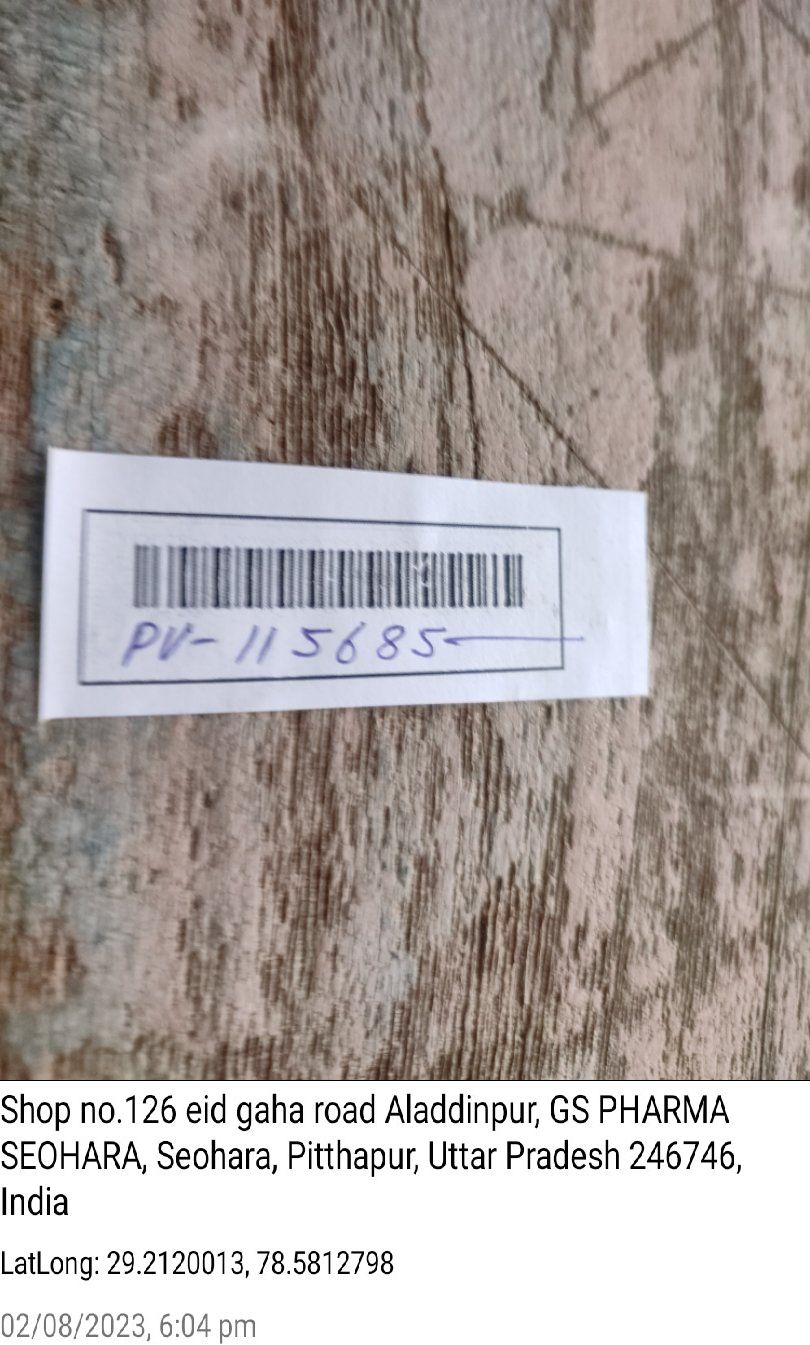 PV-115685
Shop no.126 eid gaha road Aladdinpur, GS PHARMA
SEOHARA, Seohara, Pitthapur, Uttar Pradesh 246746,
India
LatLong: 29.2120013, 78.5812798
02/08/2023, 6:04 pm